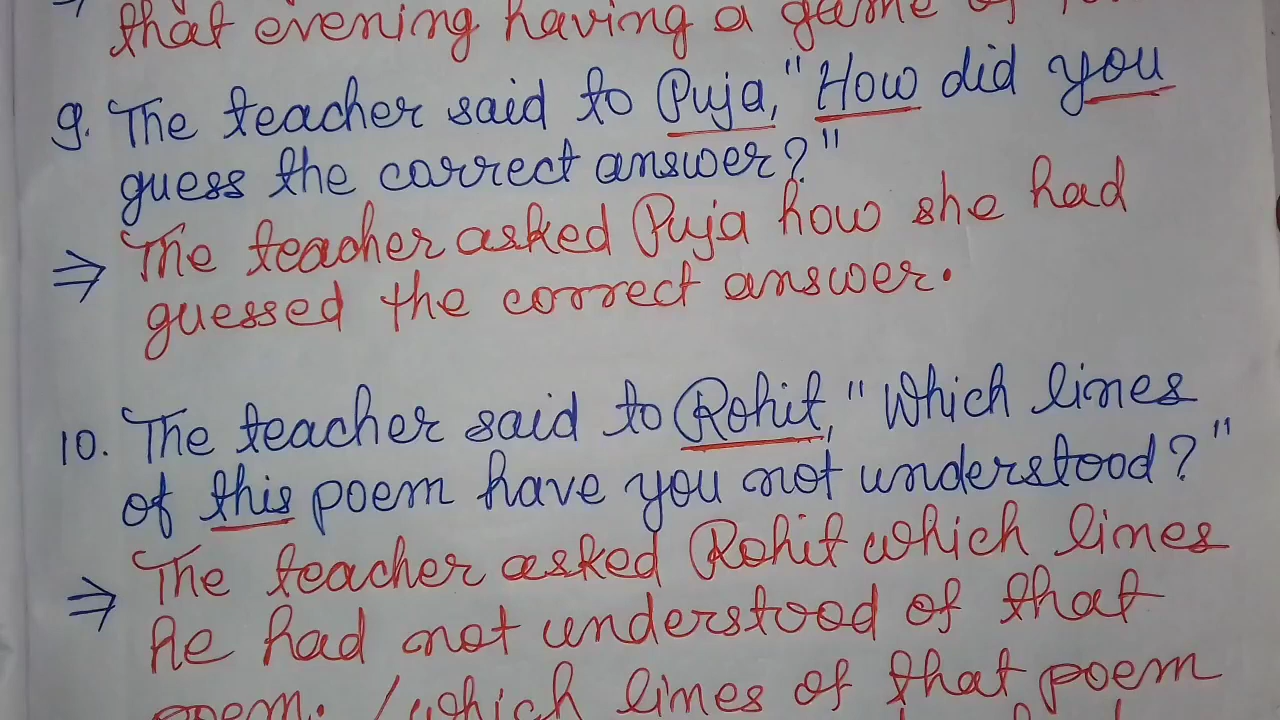 that evening having a game of
9. The teacher said to Puja, "How did you
guess the correct answer?"
⇒ The teacher asked Puja how she had
guessed the correct answer.
10. The teacher said to Rohit, "Which lines
of this poem have you not understood?"
⇒ The teacher asked Rohit which lines
he had not understood of that
poem. / which lines of that poem